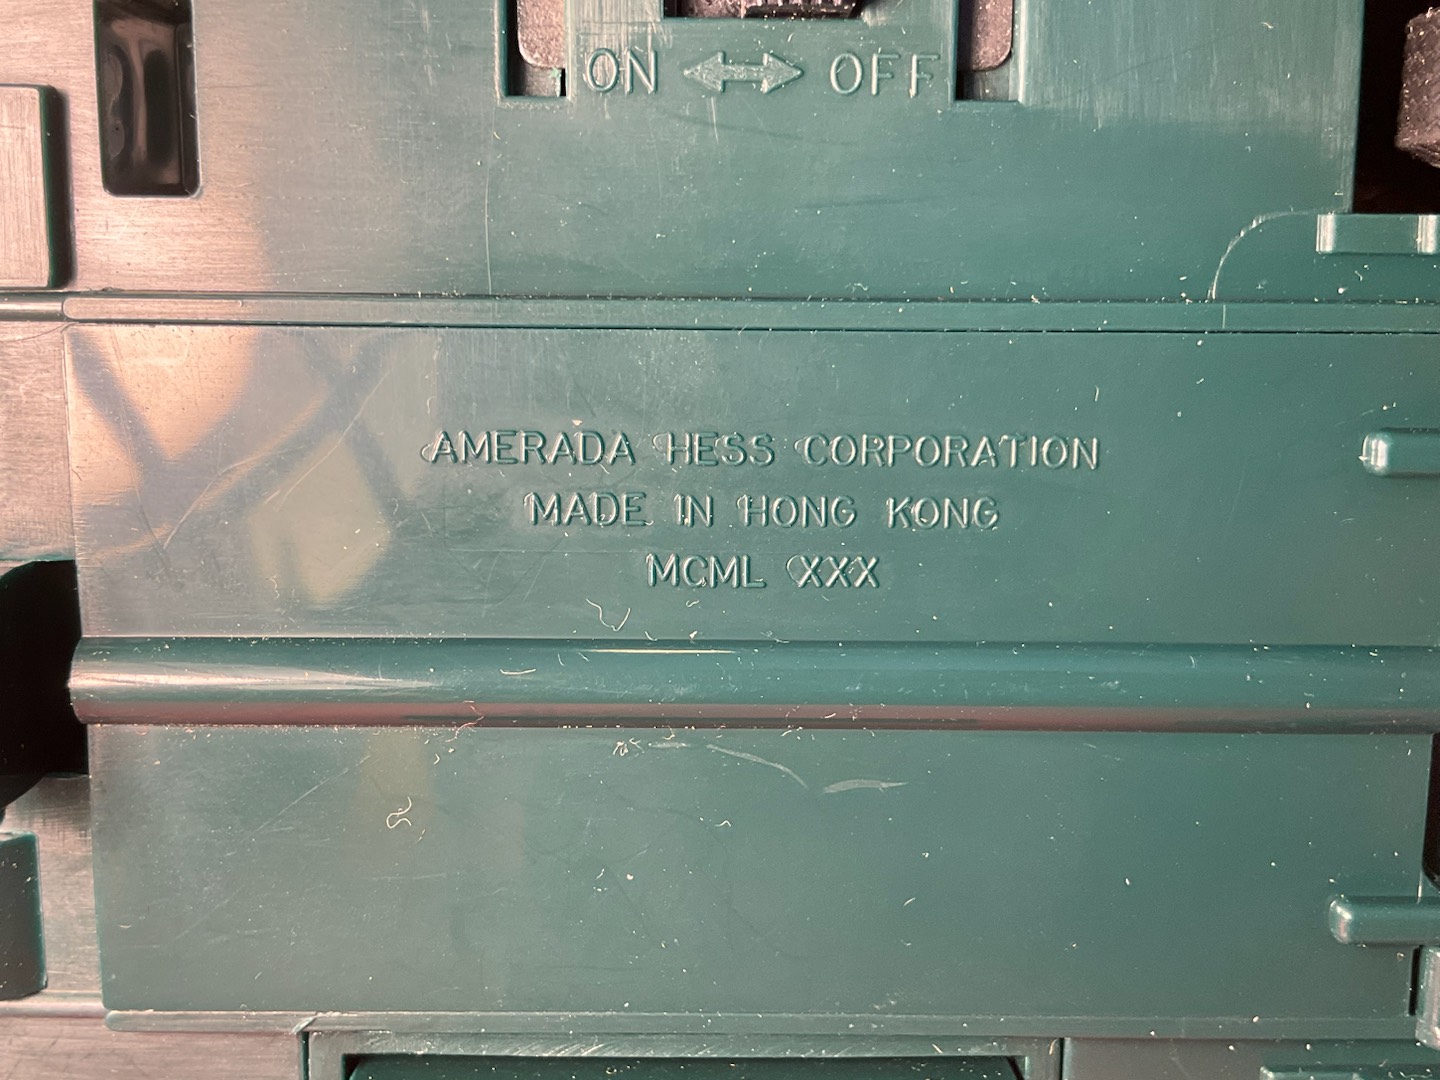 ON ⟷ OFF
AMERADA HESS CORPORATION
MADE IN HONG KONG
MCML XXX